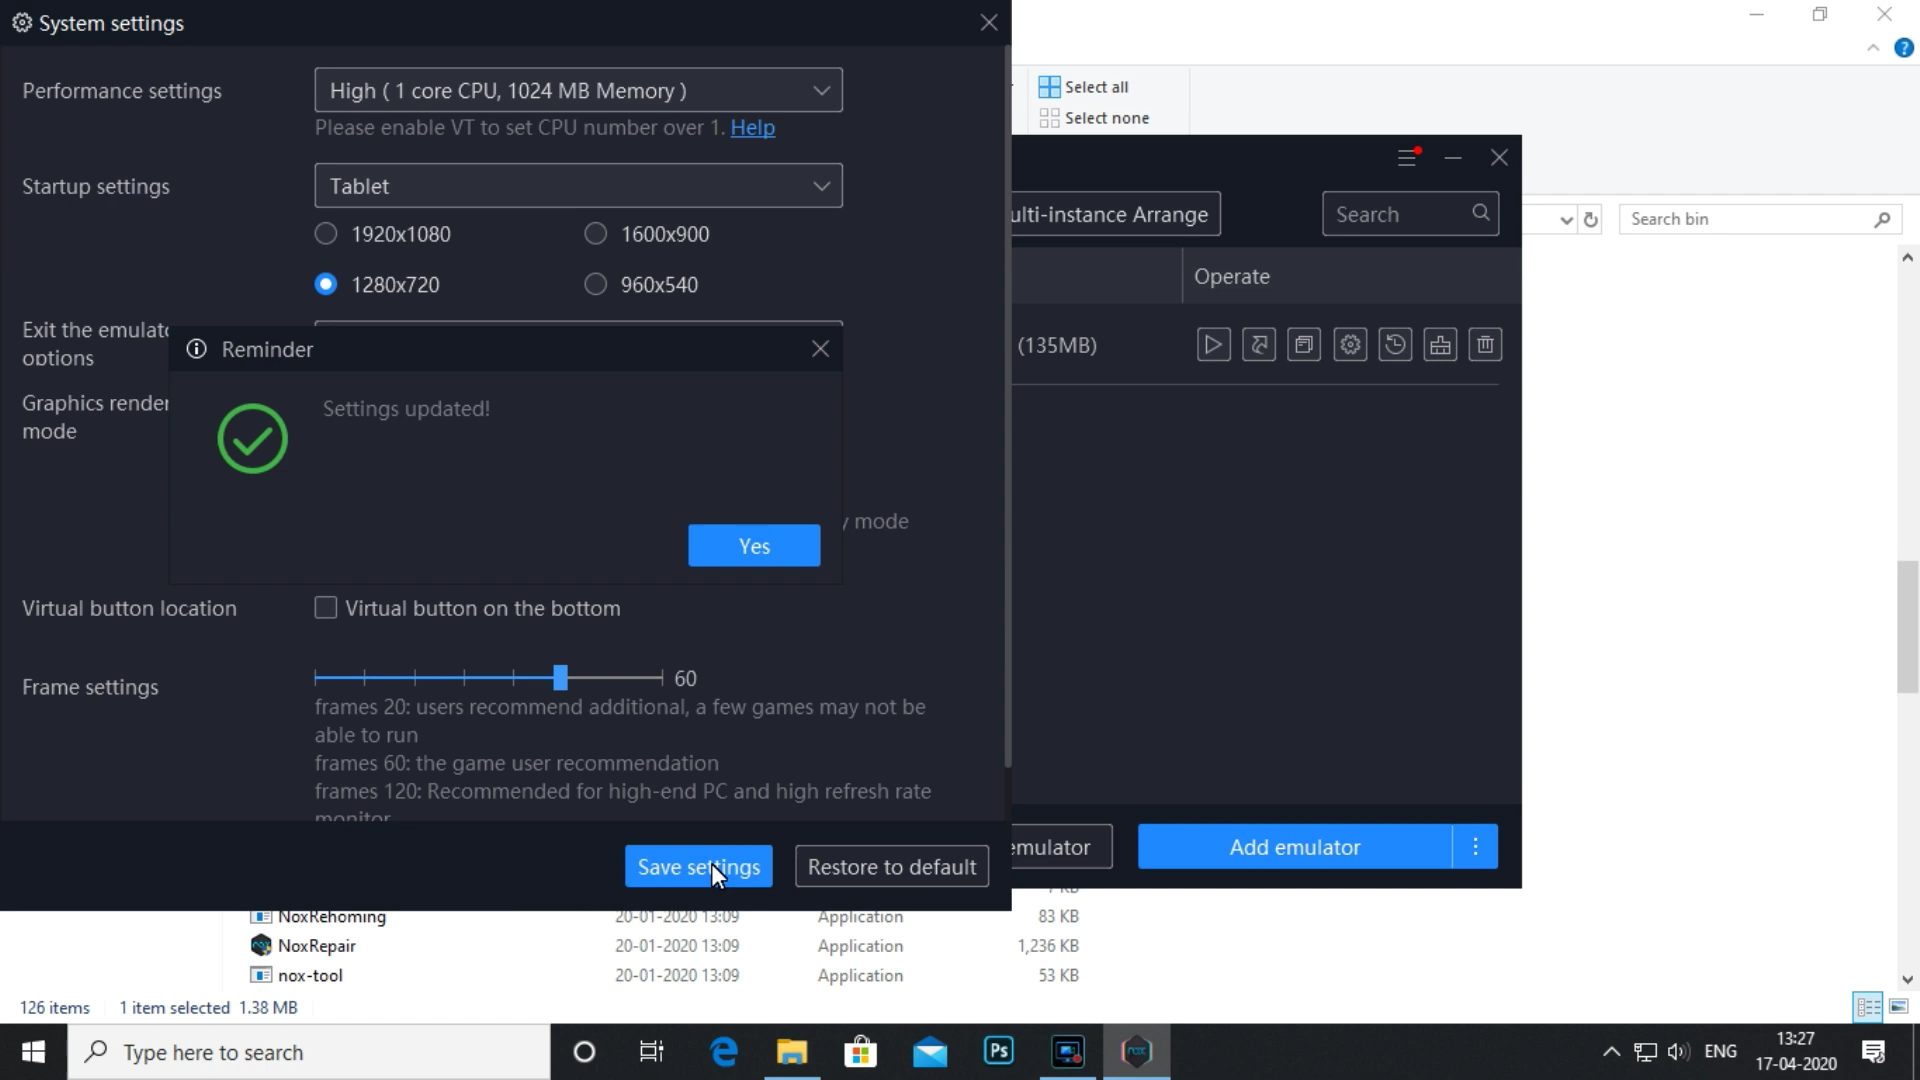 System settings
Performance settings
High ( 1 core CPU, 1024 MB Memory )
Please enable VT to set CPU number over 1. Help
Startup settings
Tablet
1920x1080
1600x900
1280x720
960x540
Exit the emulato
options
Graphics render
mode
Reminder
Settings updated!
Yes
y mode
Virtual button location
Virtual button on the bottom
Frame settings
60
frames 20: users recommend additional, a few games may not be
able to run
frames 60: the game user recommendation
frames 120: Recommended for high-end PC and high refresh rate
monitor
Save settings
Restore to default
Select all
Select none
ulti-instance Arrange
Search
Search bin
Operate
(135MB)
emulator
Add emulator
NoxRehoming 20-01-2020 13:09 Application 83 KB
NoxRepair 20-01-2020 13:09 Application 1,236 KB
nox-tool 20-01-2020 13:09 Application 53 KB
126 items 1 item selected 1.38 MB
Type here to search
Ps
nox
ENG
13:27
17-04-2020